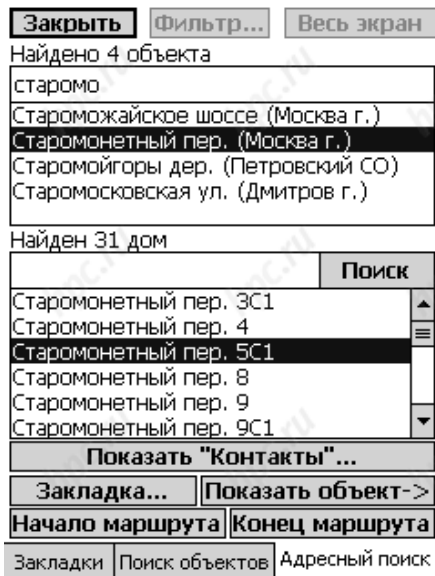 Закрыть Фильтр... Весь экран
Найдено 4 объекта
старомо
Староможайское шоссе (Москва г.)
Старомонетный пер. (Москва г.)
Старомойгоры дер. (Петровский СО)
Старомосковская ул. (Дмитров г.)
Найден 31 дом
Поиск
Старомонетный пер. 3С1
Старомонетный пер. 4
Старомонетный пер. 5С1
Старомонетный пер. 8
Старомонетный пер. 9
Старомонетный пер. 9С1
Показать "Контакты"...
Закладка... Показать объект->
Начало маршрута Конец маршрута
Закладки Поиск объектов Адресный поиск